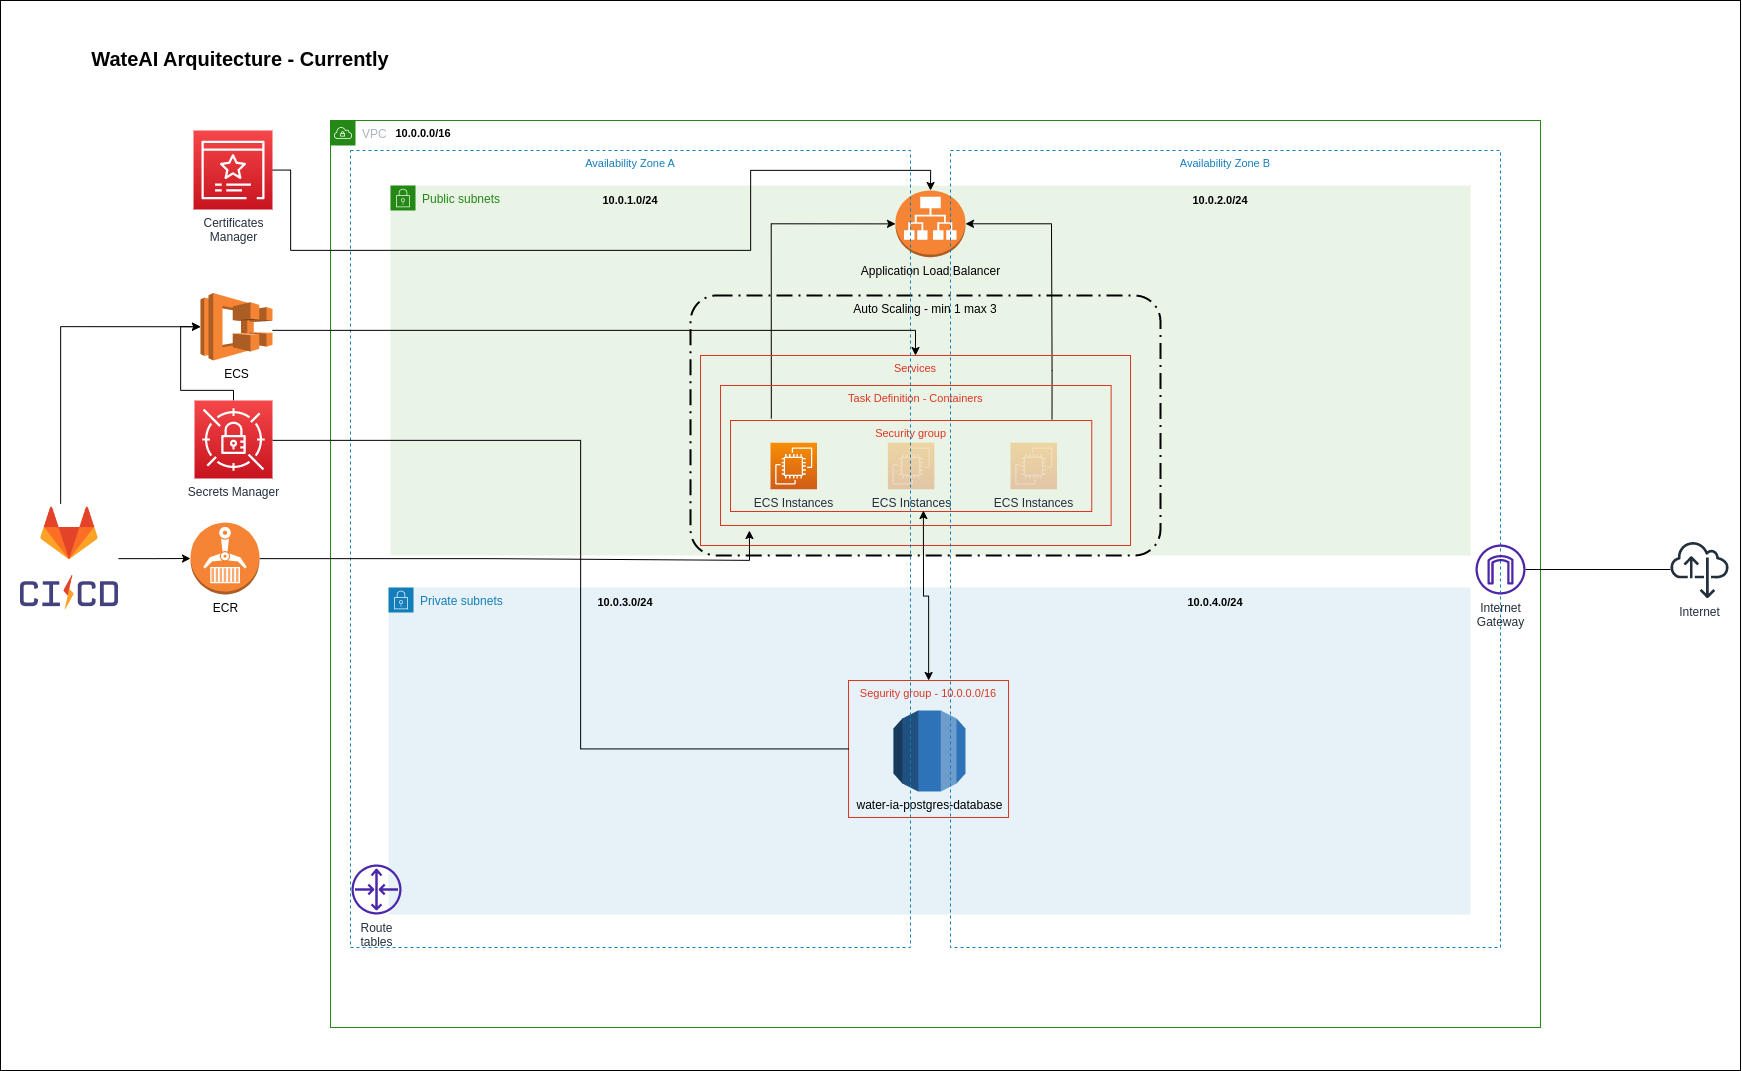 WateAI Arquitecture - Currently
VPC 10.0.0.0/16
Availability Zone A
Availability Zone B
Public subnets
10.0.1.0/24
10.0.2.0/24
Certificates
Manager
Application Load Balancer
Auto Scaling - min 1 max 3
ECS
Services
Task Definition - Containers
Security group
ECS Instances
ECS Instances
ECS Instances
Secrets Manager
CI CD
ECR
Private subnets
10.0.3.0/24
10.0.4.0/24
Internet
Gateway
Internet
Segurity group - 10.0.0.0/16
water-ia-postgres-database
Route
tables